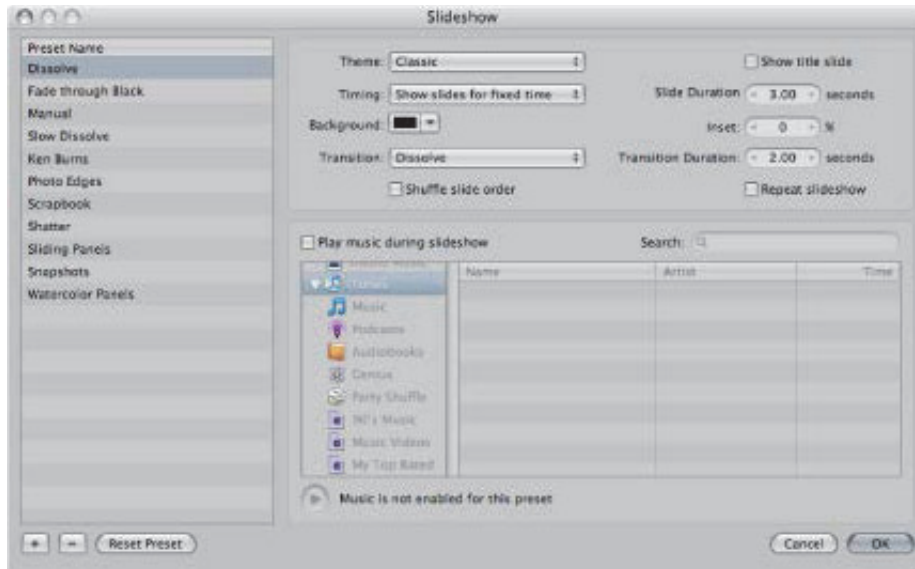 Slideshow
Preset Name
Dissolve
Fade through Black
Manual
Slow Dissolve
Ken Burns
Photo Edges
Scrapbook
Shatter
Sliding Panels
Snapshots
Watercolor Panels
Theme: Classic
Show title slide
Timing: Show slides for fixed time
Slide Duration 3.00 seconds
Background:
Inset: 0 %
Transition: Dissolve
Transition Duration: 2.00 seconds
Shuffle slide order
Repeat slideshow
Play music during slideshow
Search:
Name Artist Time
iTunes
Music
Podcasts
Audiobooks
Genius
Party Shuffle
90's Music
Music Videos
My Top Rated
Music is not enabled for this preset
+ - Reset Preset
Cancel OK